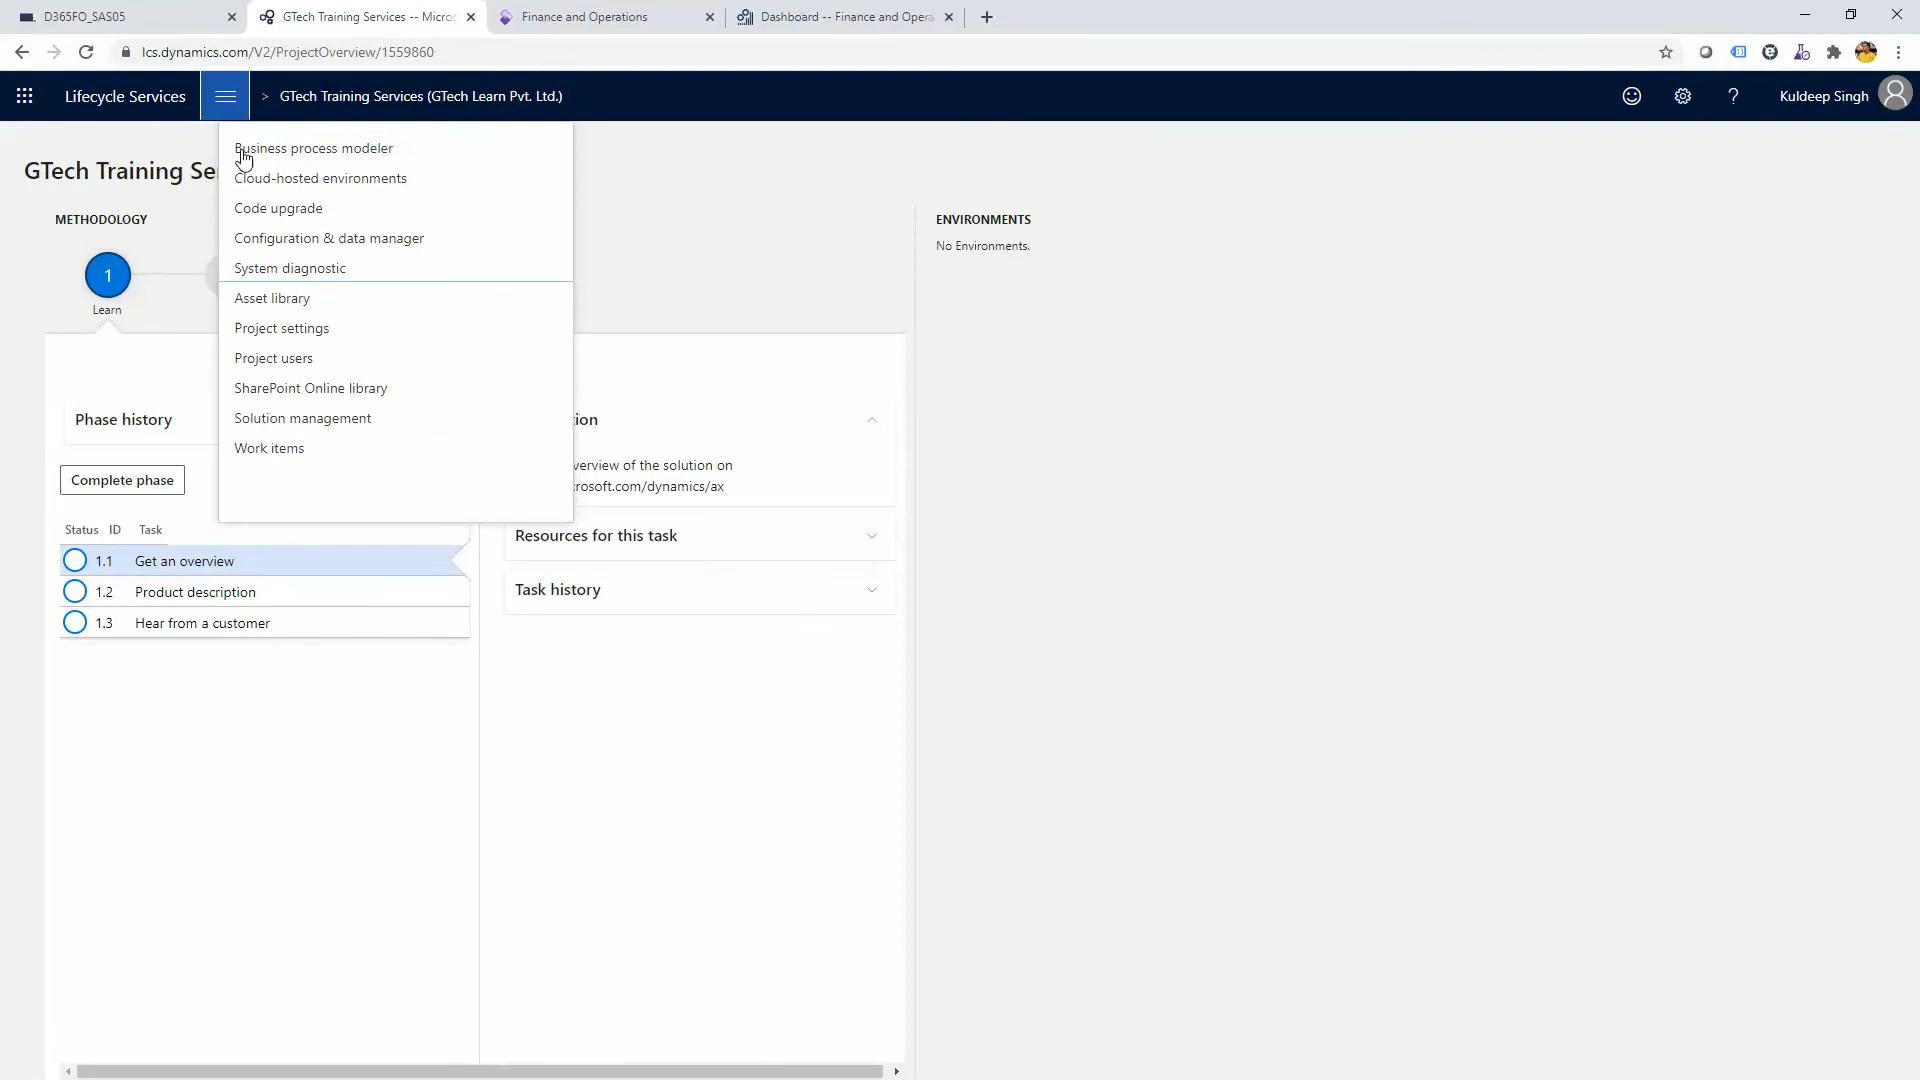 D365FO_SAS05
GTech Training Services -- Micros
Finance and Operations
Dashboard -- Finance and Opera
lcs.dynamics.com/V2/ProjectOverview/1559860
Lifecycle Services
> GTech Training Services (GTech Learn Pvt. Ltd.)
?
Kuldeep Singh
Business process modeler
Cloud-hosted environments
Code upgrade
Configuration & data manager
System diagnostic
Asset library
Project settings
Project users
SharePoint Online library
Solution management
Work items
GTech Training Se
METHODOLOGY
1
Learn
Phase history
Complete phase
Status ID Task
1.1 Get an overview
1.2 Product description
1.3 Hear from a customer
tion
verview of the solution on
rosoft.com/dynamics/ax
Resources for this task
Task history
ENVIRONMENTS
No Environments.